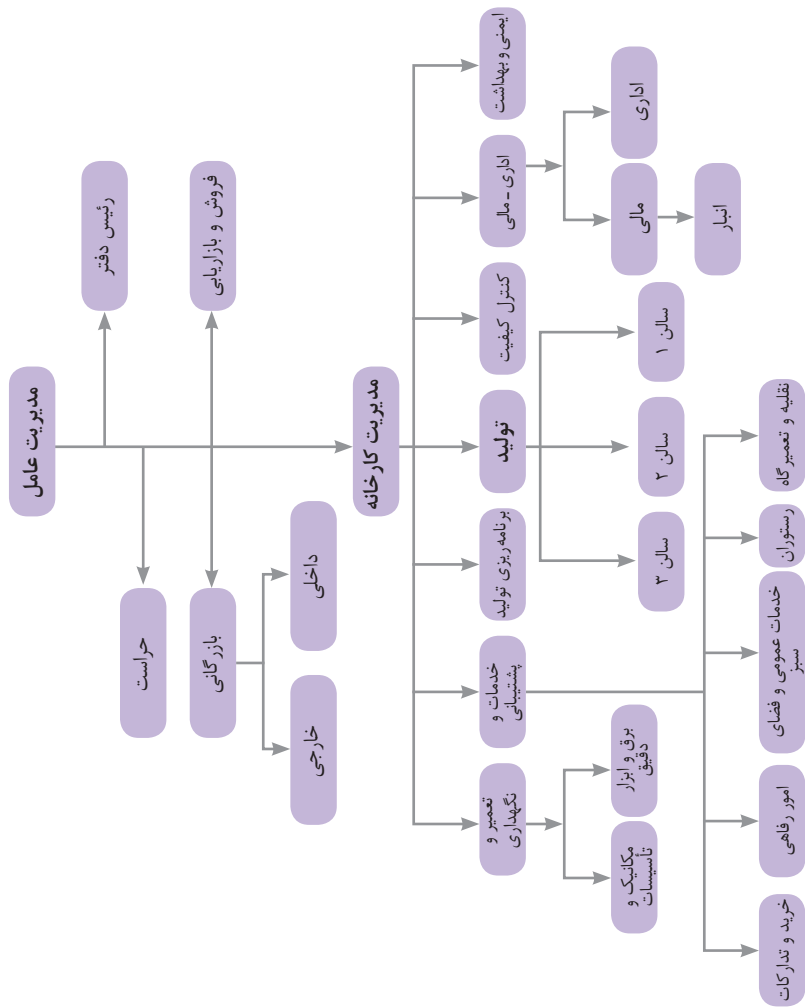 مدیریت عامل
رئیس دفتر
حراست
فروش و بازاریابی
بازرگانی
داخلی
خارجی
مدیریت کارخانه
ایمنی و بهداشت
اداری - مالی
کنترل کیفیت
تولید
برنامه ریزی تولید
خدمات و
پشتیبانی
تعمیر و
نگهداری
اداری
مالی
انبار
سالن ۱
سالن ۲
سالن ۳
برق و ابزار
دقیق
مکانیک و
تأسیسات
نقلیه و تعمیرگاه
رستوران
خدمات عمومی و فضای
سبز
امور رفاهی
خرید و تدارکات